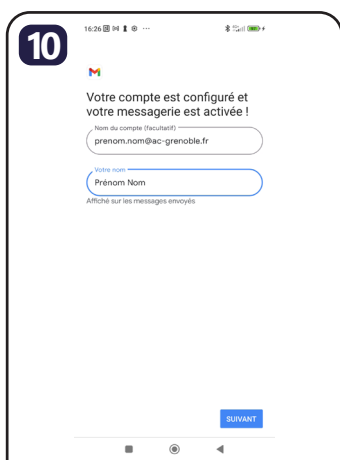 10
16:26
Votre compte est configuré et
votre messagerie est activée !
Nom du compte (facultatif)
prenom.nom@ac-grenoble.fr
Votre nom
Prénom Nom
Affiché sur les messages envoyés
SUIVANT